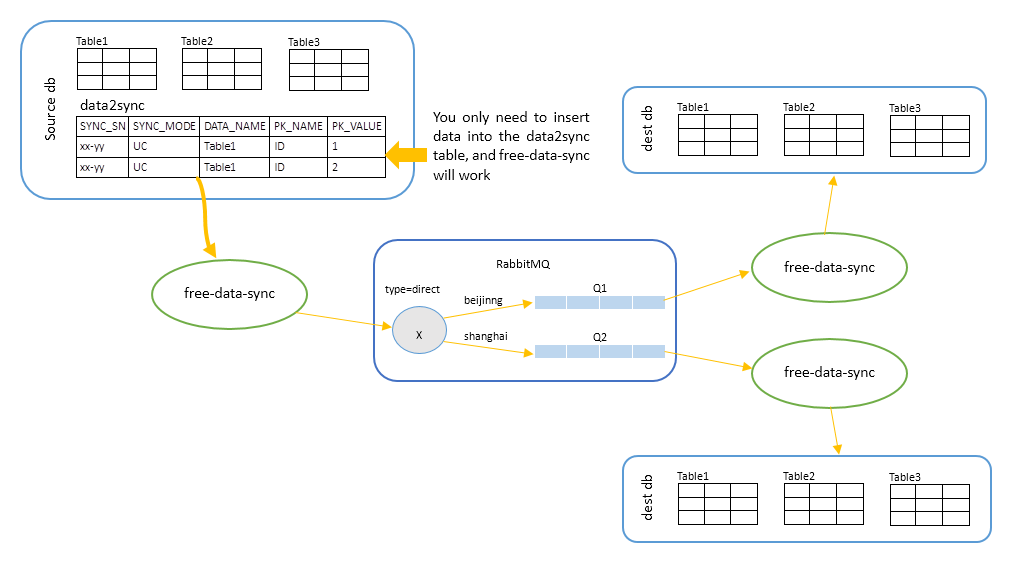 Table1 Table2 Table3
Source db
data2sync
SYNC_SN SYNC_MODE DATA_NAME PK_NAME PK_VALUE
xx-yy UC Table1 ID 1
xx-yy UC Table1 ID 2
You only need to insert
data into the data2sync
table, and free-data-sync
will work
dest db
Table1 Table2 Table3
free-data-sync
RabbitMQ
type=direct
X
beijinng
Q1
shanghai
Q2
free-data-sync
free-data-sync
dest db
Table1 Table2 Table3